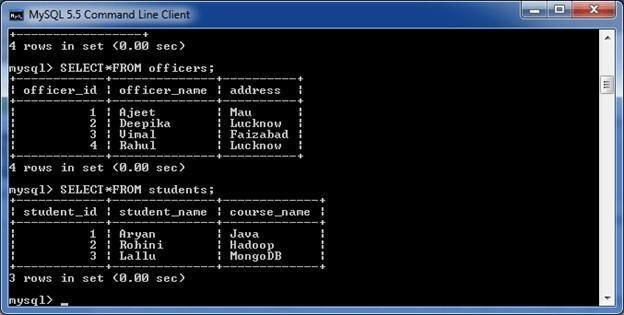 MySQL 5.5 Command Line Client
+-------------------+
4 rows in set (0.00 sec)
mysql> SELECT*FROM officers;
+------------+--------------+-----------+
| officer_id | officer_name | address   |
+------------+--------------+-----------+
|          1 | Ajeet        | Mau       |
|          2 | Deepika      | Lucknow   |
|          3 | Vimal        | Faizabad  |
|          4 | Rahul        | Lucknow   |
+------------+--------------+-----------+
4 rows in set (0.00 sec)
mysql> SELECT*FROM students;
+------------+--------------+-------------+
| student_id | student_name | course_name |
+------------+--------------+-------------+
|          1 | Aryan        | Java        |
|          2 | Rohini       | Hadoop      |
|          3 | Lallu        | MongoDB     |
+------------+--------------+-------------+
3 rows in set (0.00 sec)
mysql> _